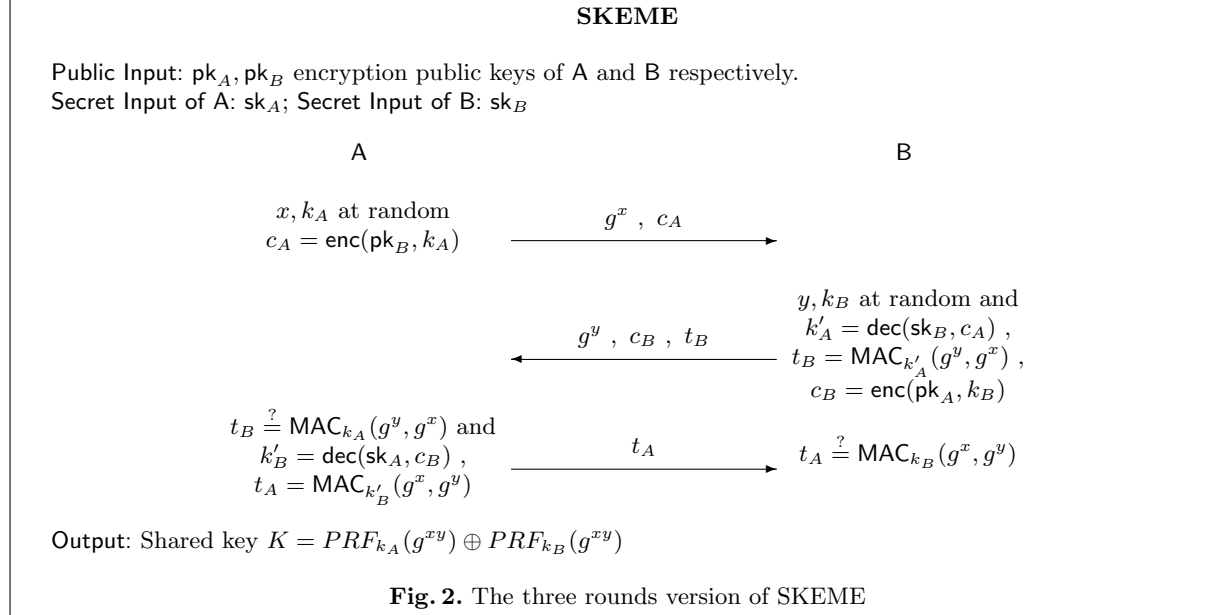 SKEME
Public Input: pk_A, pk_B encryption public keys of A and B respectively.
Secret Input of A: sk_A; Secret Input of B: sk_B
A
B
x, k_A at random
c_A = enc(pk_B, k_A)
g^x , c_A
y, k_B at random and
k'_A = dec(sk_B, c_A) ,
t_B = MAC_{k'_A}(g^y, g^x) ,
c_B = enc(pk_A, k_B)
g^y , c_B , t_B
t_B ?= MAC_{k_A}(g^y, g^x) and
k'_B = dec(sk_A, c_B) ,
t_A = MAC_{k'_B}(g^x, g^y)
t_A
t_A ?= MAC_{k_B}(g^x, g^y)
Output: Shared key K = PRF_{k_A}(g^{xy}) ⊕ PRF_{k_B}(g^{xy})
Fig. 2. The three rounds version of SKEME